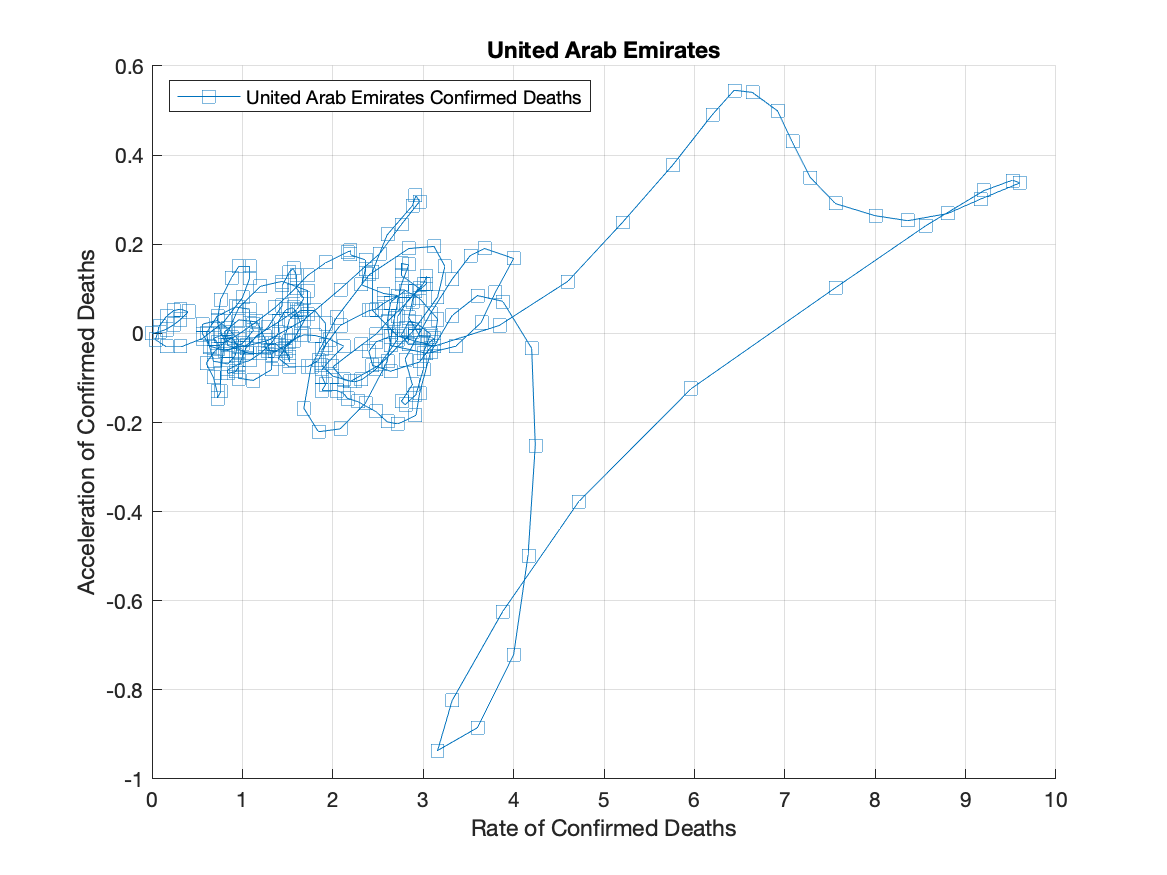 United Arab Emirates
United Arab Emirates Confirmed Deaths
Acceleration of Confirmed Deaths
0.6
0.4
0.2
0
-0.2
-0.4
-0.6
-0.8
-1
0 1 2 3 4 5 6 7 8 9 10
Rate of Confirmed Deaths